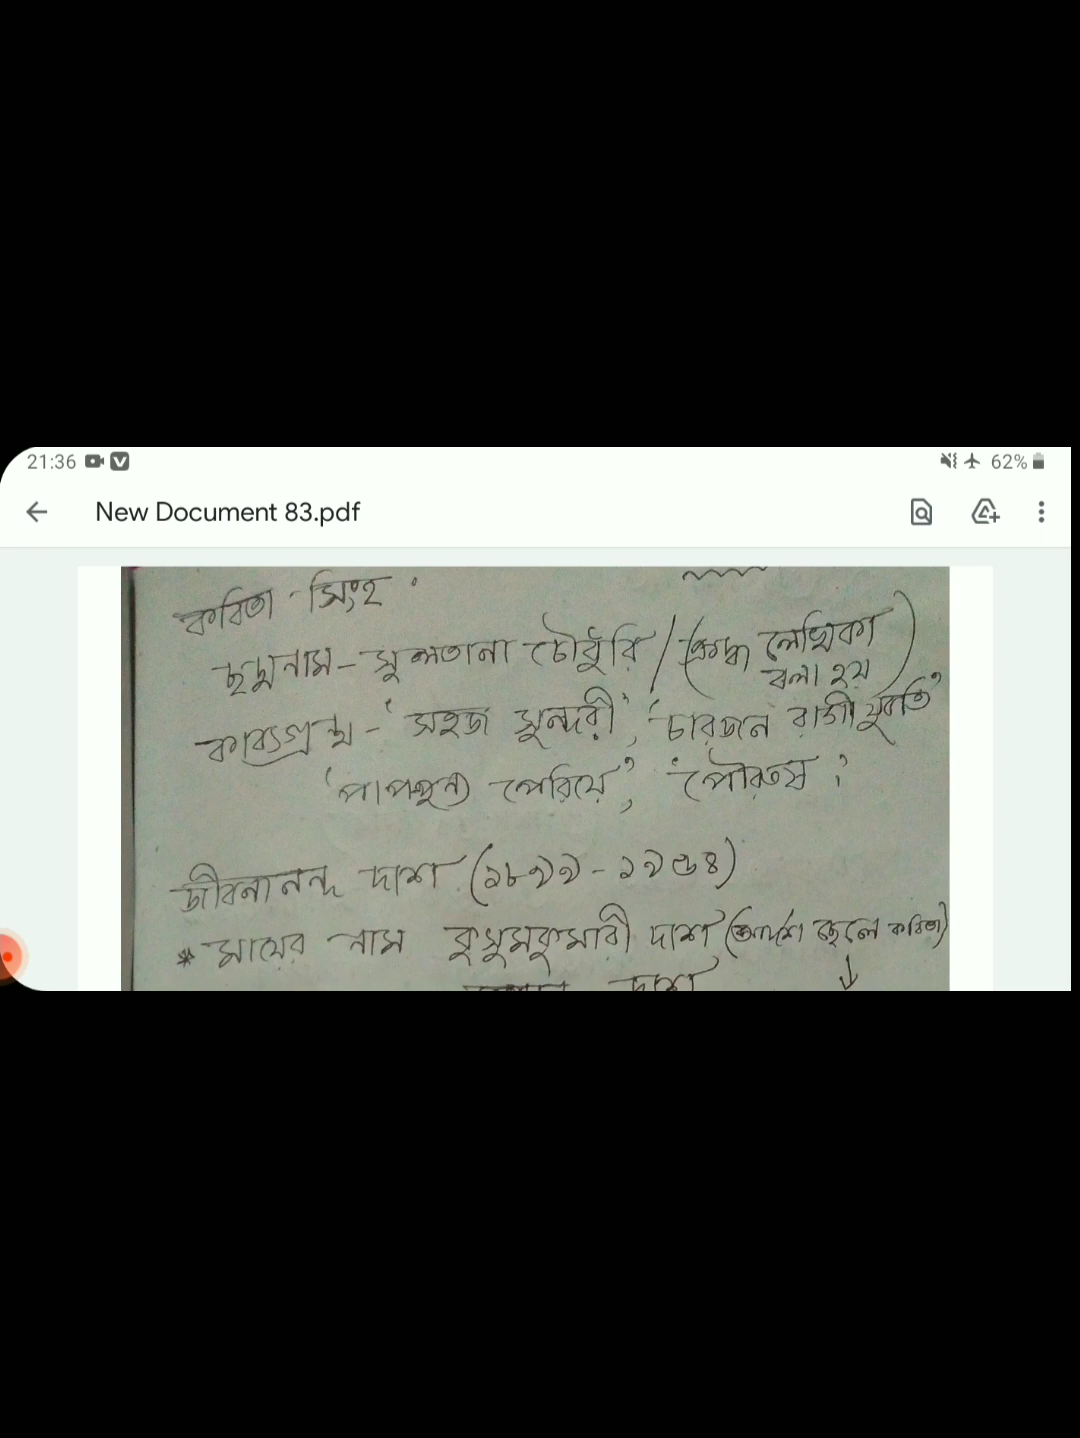 21:36 62%
New Document 83.pdf
কবিতা সিংহ
ছদ্মনাম - সুলতানা চৌধুরি / (ক্রুদ্ধ লেখিকা
বলা হয়)
কাব্যগ্রন্থ - 'সহজ সুন্দরী', 'চারজন রাগী যুবতি'
'পাপপুন্য পেরিয়ে', 'পৌরুষ'
জীবনানন্দ দাশ (১৮৯৯ - ১৯৫৪)
* মায়ের নাম কুসুমকুমারী দাশ (আদর্শ ছেলে কবিতা)
দাশ